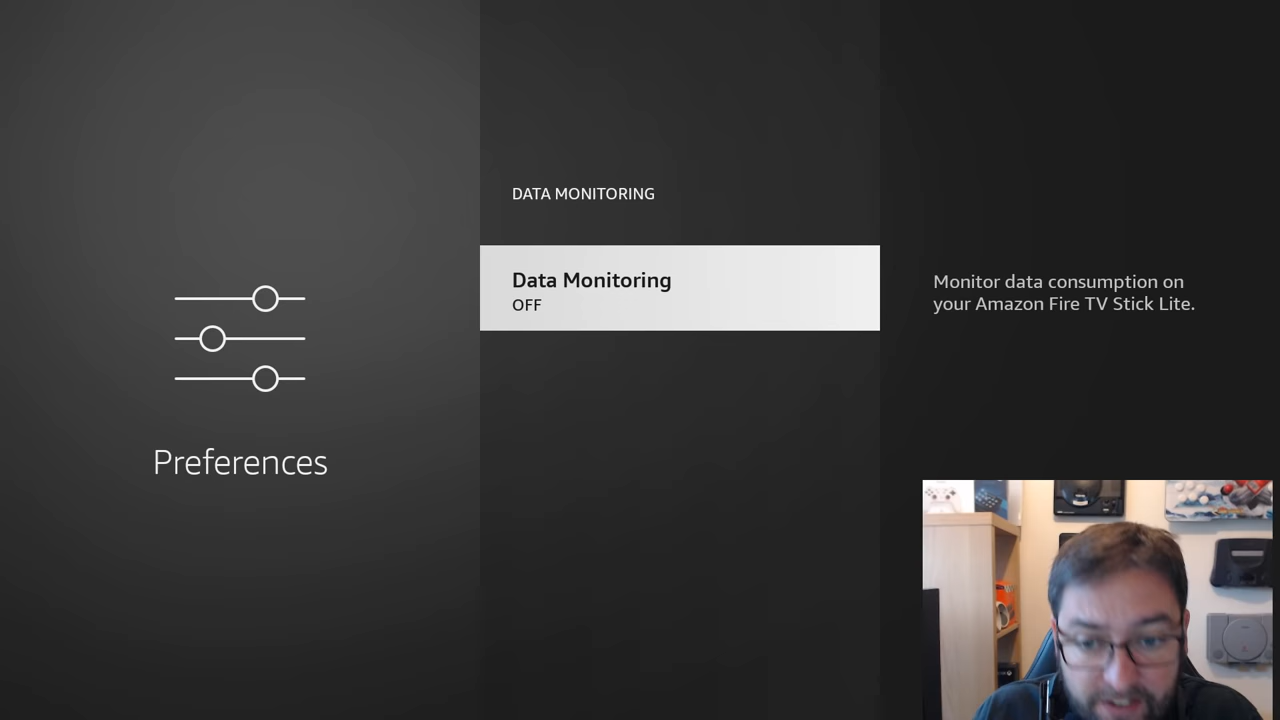 Preferences
DATA MONITORING
Data Monitoring
OFF
Monitor data consumption on
your Amazon Fire TV Stick Lite.